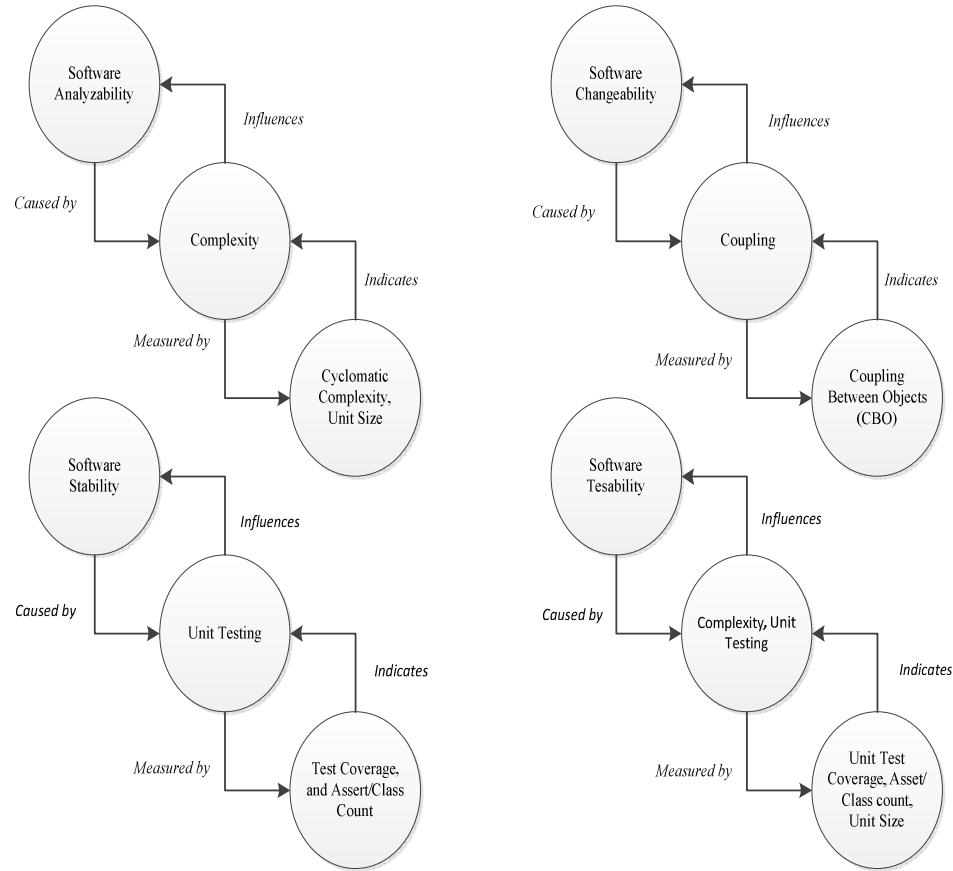 Software
Analyzability
Influences
Caused by
Complexity
Indicates
Measured by
Cyclomatic
Complexity,
Unit Size
Software
Changeability
Influences
Caused by
Coupling
Indicates
Measured by
Coupling
Between Objects
(CBO)
Software
Stability
Influences
Caused by
Unit Testing
Indicates
Measured by
Test Coverage,
and Assert/Class
Count
Software
Tesability
Influences
Caused by
Complexity, Unit
Testing
Indicates
Measured by
Unit Test
Coverage, Asset/
Class count,
Unit Size